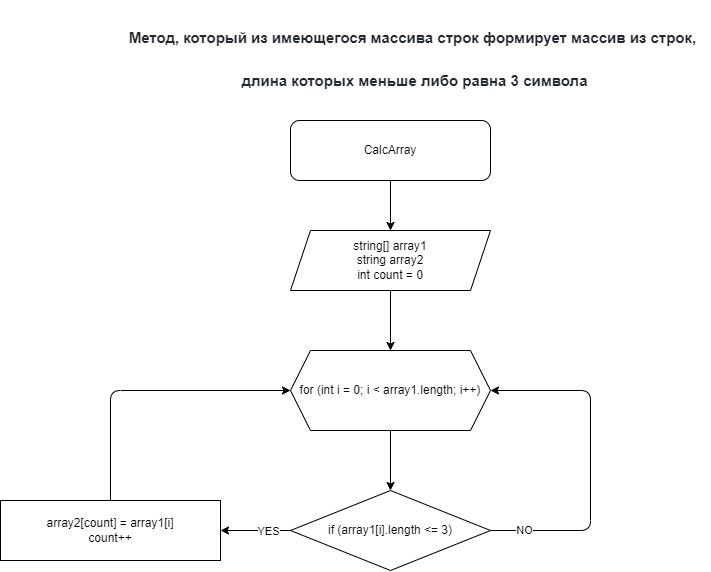 Метод, который из имеющегося массива строк формирует массив из строк,
длина которых меньше либо равна 3 символа
CalcArray
string[] array1
string array2
int count = 0
for (int i = 0; i < array1.length; i++)
array2[count] = array1[i]
count++
YES
if (array1[i].length <= 3)
NO